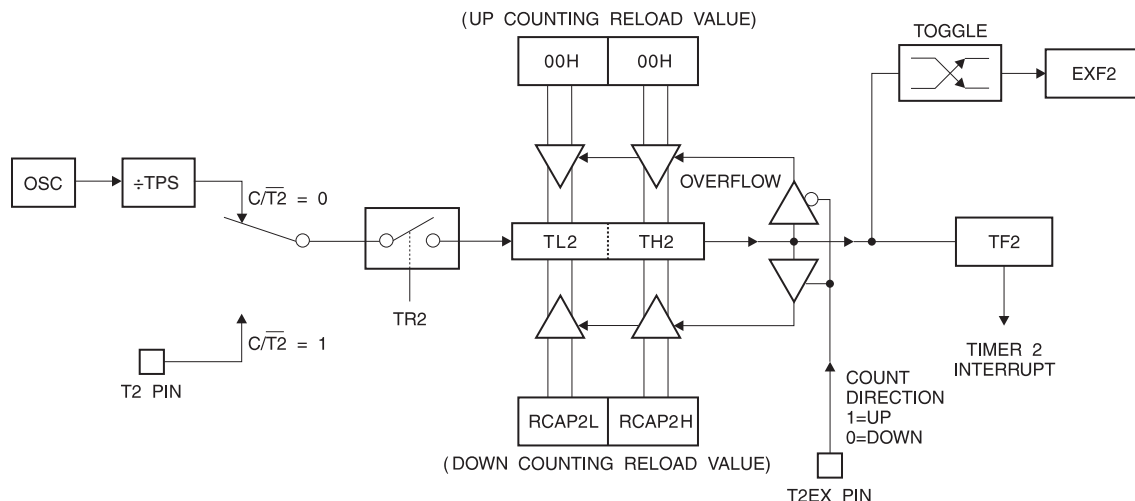 (UP COUNTING RELOAD VALUE)
00H 00H
TOGGLE
EXF2
OSC
÷TPS
C/T2̅ = 0
OVERFLOW
TL2 TH2
TF2
TR2
C/T2̅ = 1
T2 PIN
TIMER 2
INTERRUPT
COUNT
DIRECTION
1=UP
0=DOWN
RCAP2L RCAP2H
(DOWN COUNTING RELOAD VALUE)
T2EX PIN